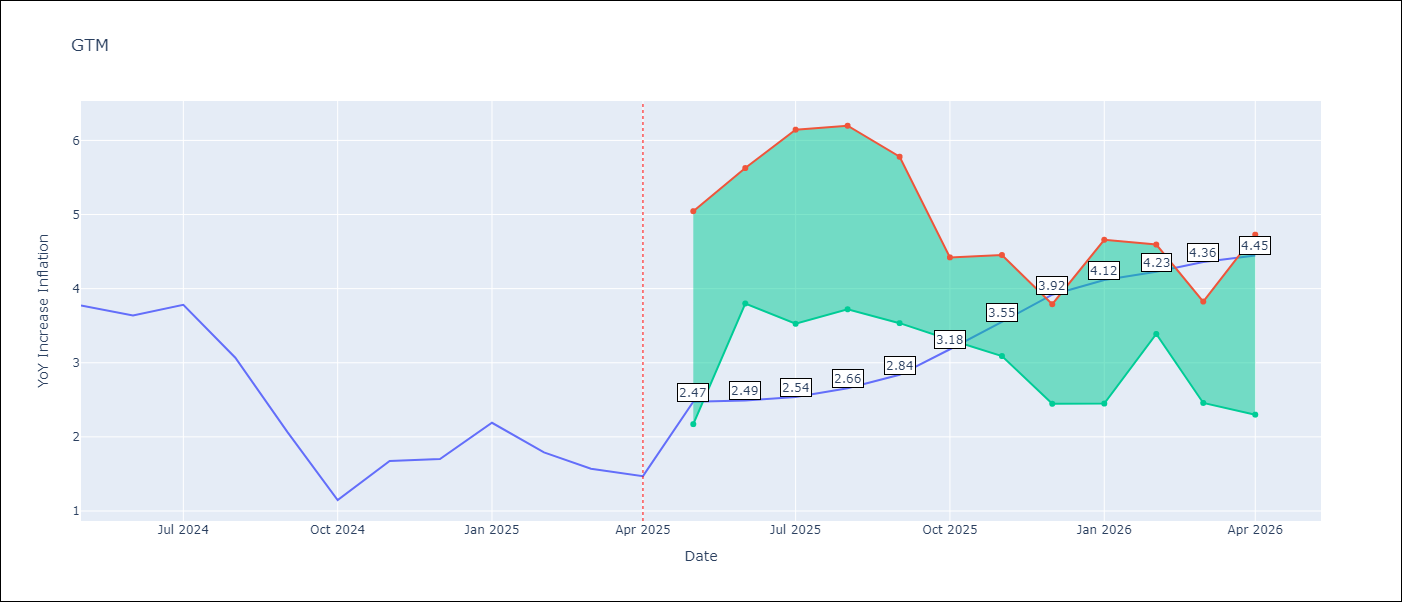 GTM
YoY Increase Inflation
6
5
4
3
2
1
2.47
2.49
2.54
2.66
2.84
3.18
3.55
3.92
4.12
4.23
4.36
4.45
Jul 2024
Oct 2024
Jan 2025
Apr 2025
Jul 2025
Oct 2025
Jan 2026
Apr 2026
Date